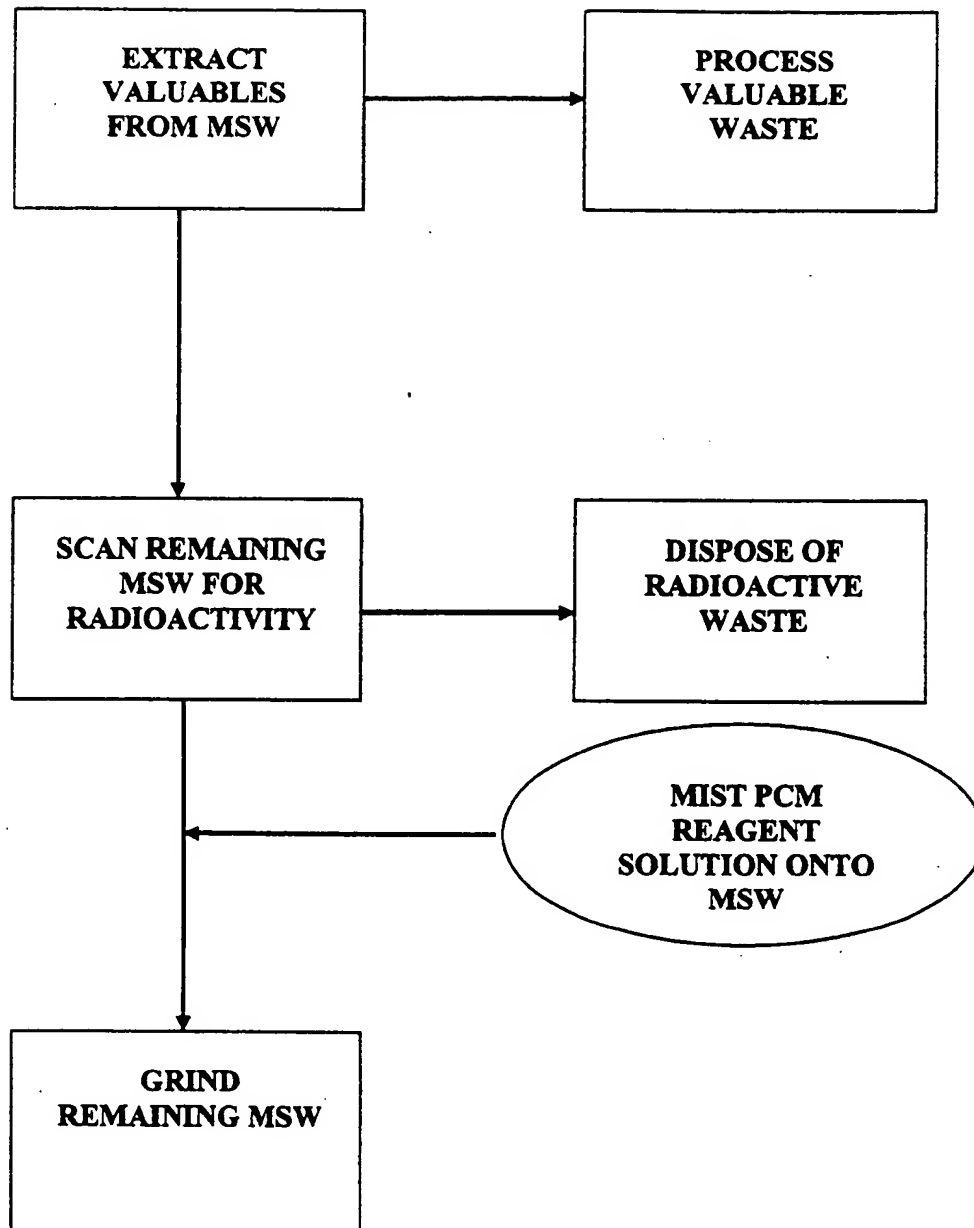 EXTRACT
VALUABLES
FROM MSW
PROCESS
VALUABLE
WASTE
SCAN REMAINING
MSW FOR
RADIOACTIVITY
DISPOSE OF
RADIOACTIVE
WASTE
MIST PCM
REAGENT
SOLUTION ONTO
MSW
GRIND
REMAINING MSW